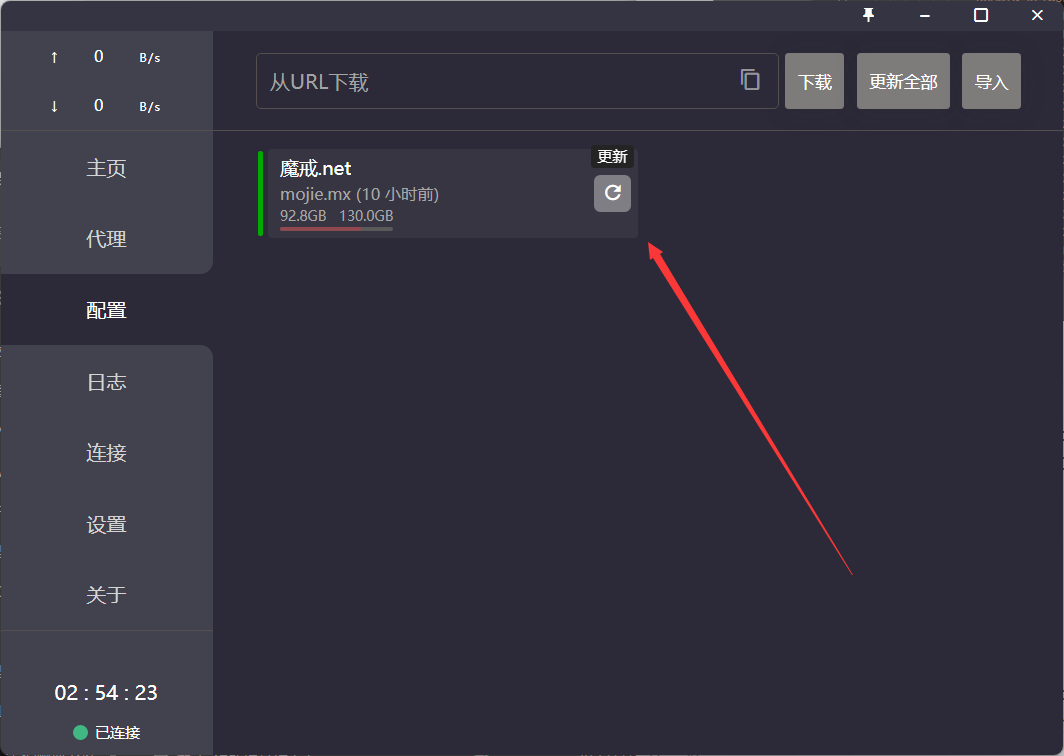 ↑ 0 B/s
↓ 0 B/s
主页
代理
配置
日志
连接
设置
关于
02 : 54 : 23
已连接
从URL下载
下载
更新全部
导入
魔戒.net
更新
mojie.mx (10 小时前)
92.8GB 130.0GB